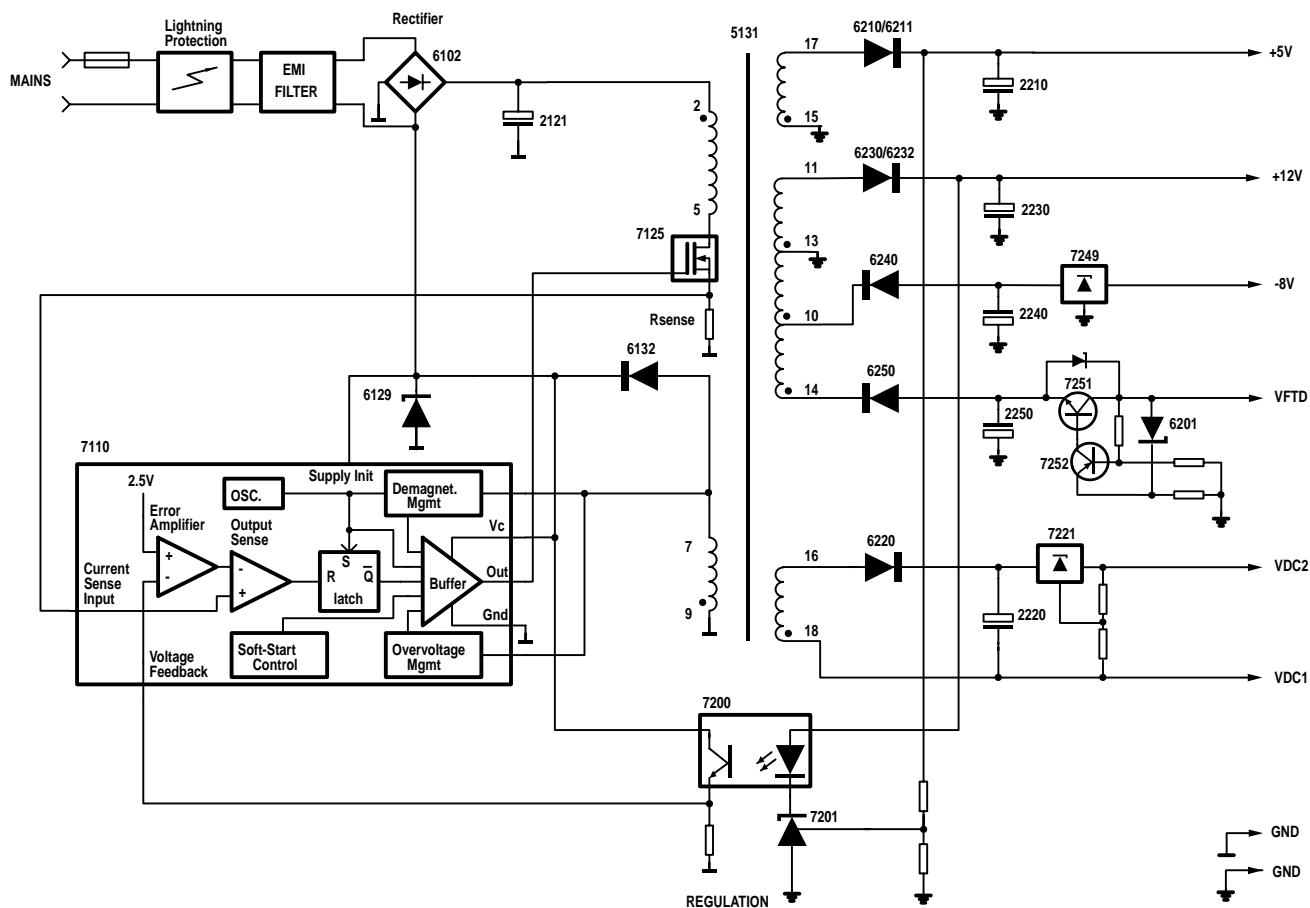 Lightning
Protection
Rectifier
6102
MAINS
EMI
FILTER
2121
5131
2
5
7125
Rsense
17
15
6210/6211
+5V
2210
11
13
6230/6232
+12V
2230
10
6240
2240
7249
-8V
14
6250
2250
7251
7252
6201
VFTD
6132
6129
7110
2.5V
Supply Init
OSC.
Demagnet.
Mgmt
Error
Amplifier
Output
Sense
Vc
+
-
-
+
S
R
Q
latch
Buffer
Out
Gnd
Current
Sense
Input
Soft-Start
Control
Overvoltage
Mgmt
Voltage
Feedback
7
9
16
18
6220
2220
7221
VDC2
VDC1
7200
7201
REGULATION
GND
GND